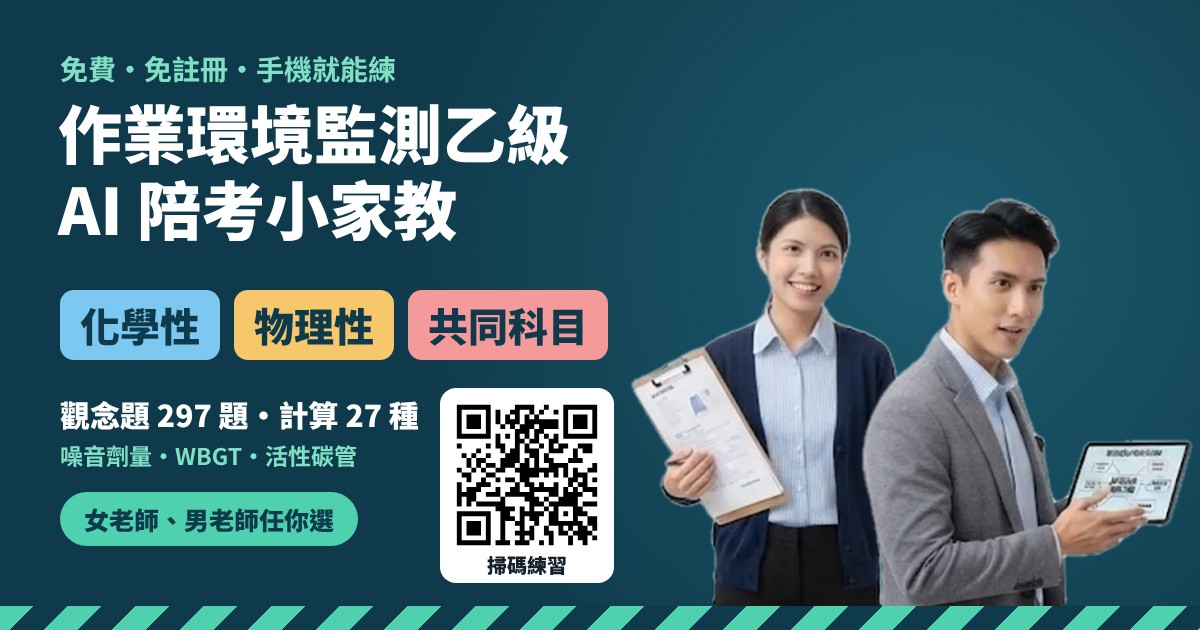 免費・免註冊・手機就能練
作業環境監測乙級
AI 陪考小家教
化學性 物理性 共同科目
觀念題 297 題・計算 27 種
噪音劑量・WBGT・活性碳管
女老師、男老師任你選
掃碼練習